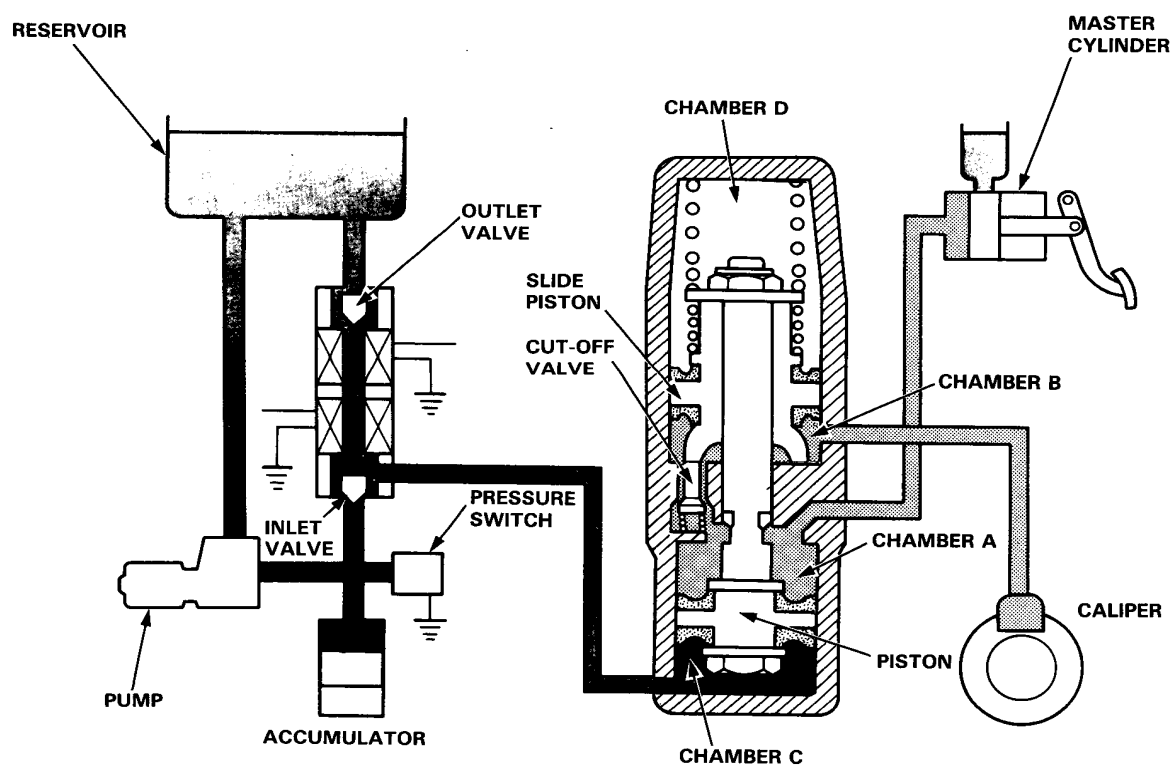 RESERVOIR
MASTER
CYLINDER
CHAMBER D
OUTLET
VALVE
SLIDE
PISTON
CUT-OFF
VALVE
CHAMBER B
PRESSURE
SWITCH
INLET
VALVE
CHAMBER A
CALIPER
PISTON
PUMP
ACCUMULATOR
CHAMBER C